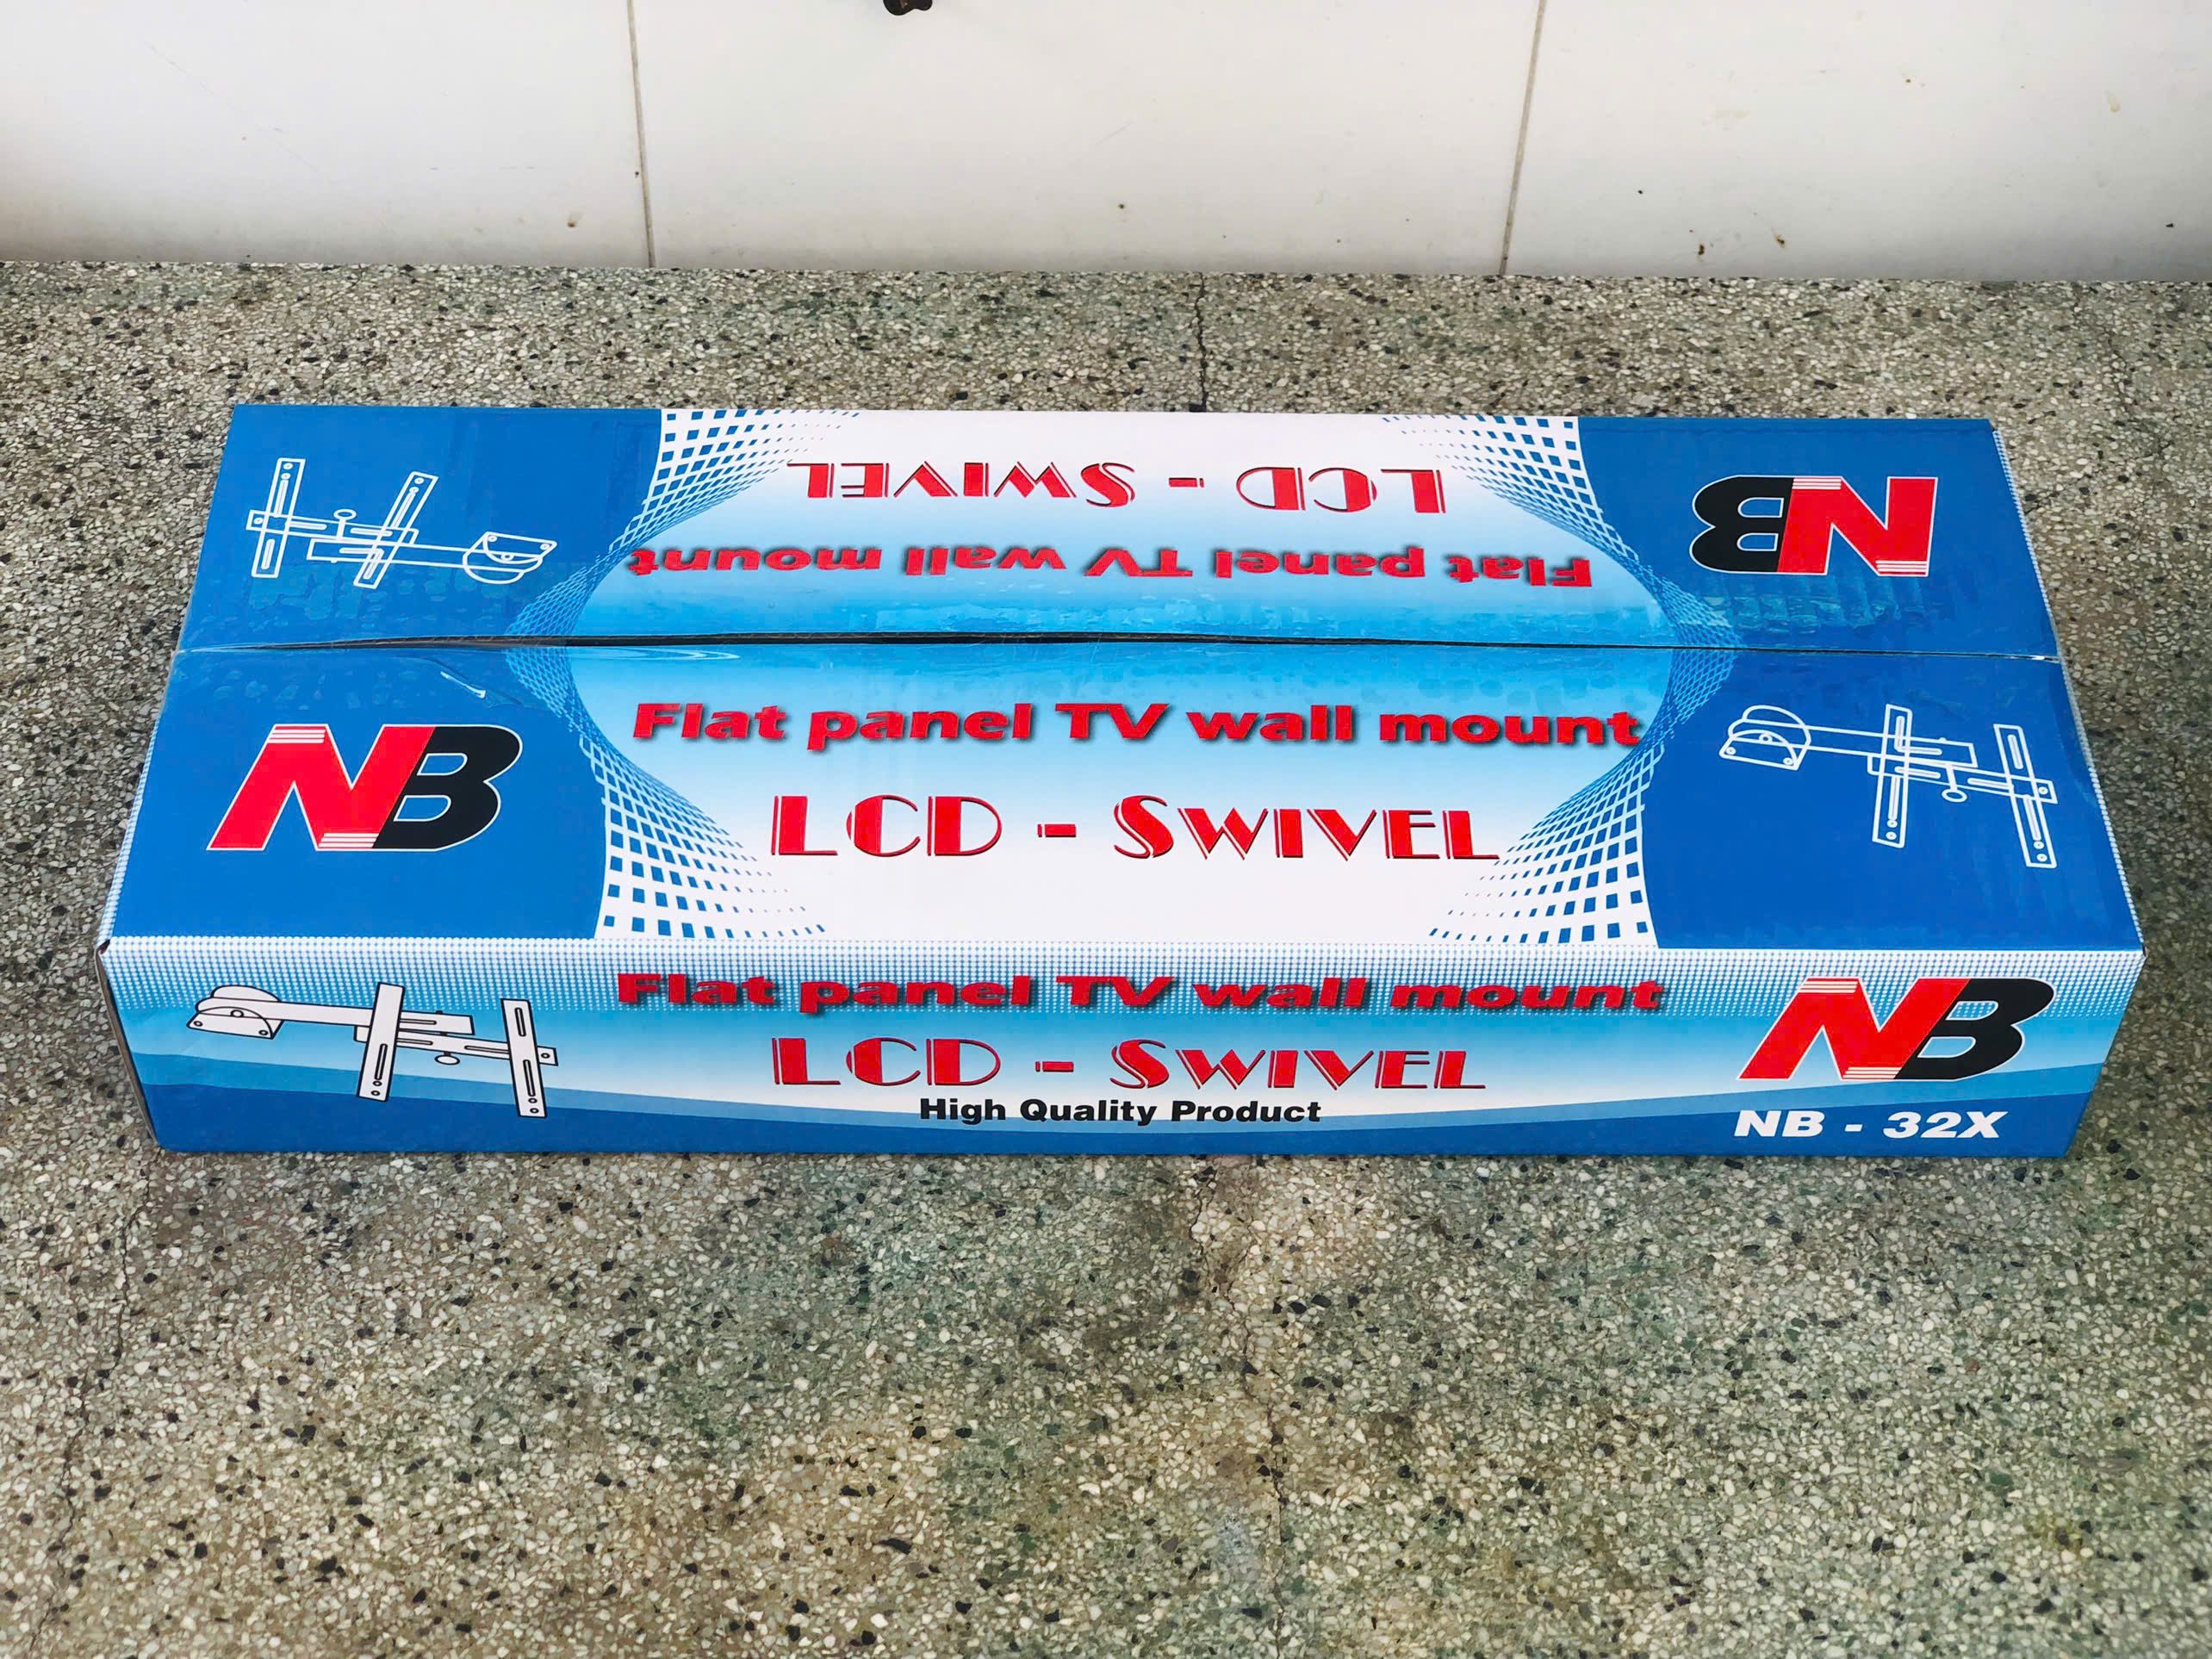 LCD - SWIVEL
Flat panel TV wall mount
NB
NB
Flat panel TV wall mount
LCD - SWIVEL
Flat panel TV wall mount
LCD - SWIVEL
High Quality Product
NB
NB - 32X